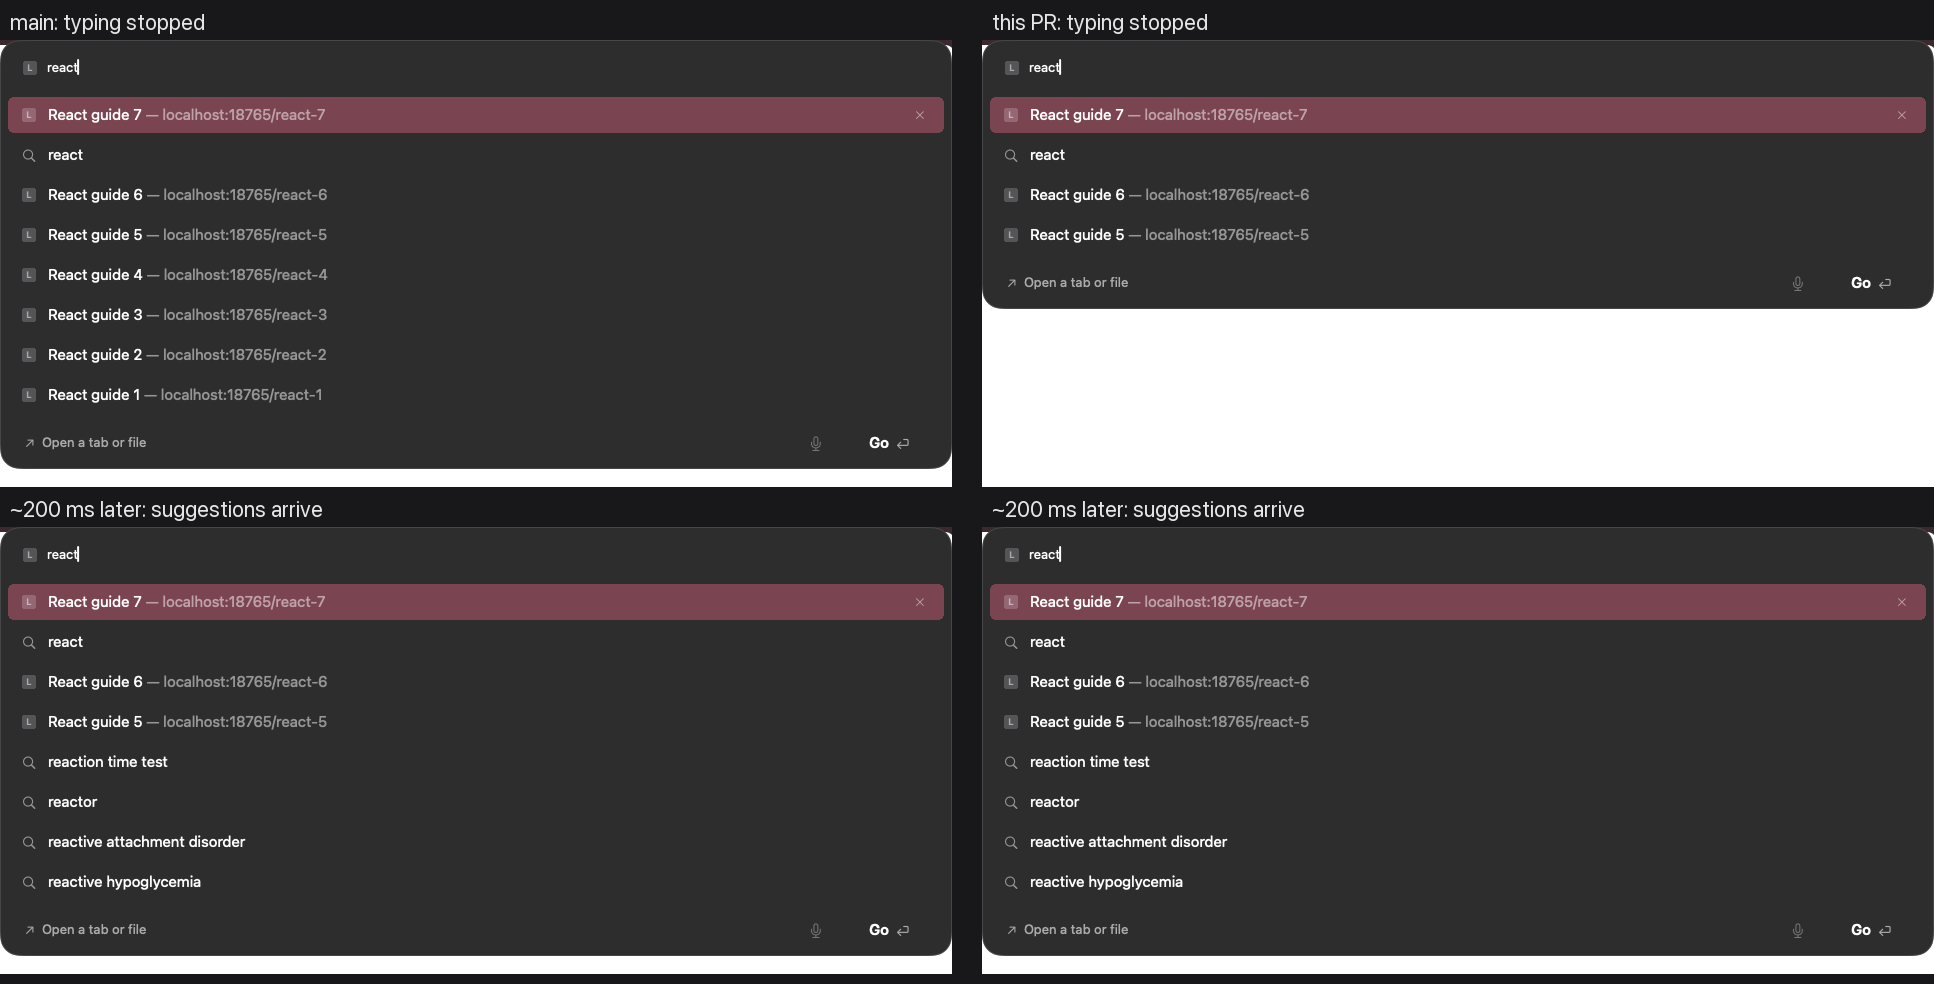 main: typing stopped
L react
L React guide 7 — localhost:18765/react-7
react
L React guide 6 — localhost:18765/react-6
L React guide 5 — localhost:18765/react-5
L React guide 4 — localhost:18765/react-4
L React guide 3 — localhost:18765/react-3
L React guide 2 — localhost:18765/react-2
L React guide 1 — localhost:18765/react-1
Open a tab or file
Go
this PR: typing stopped
L react
L React guide 7 — localhost:18765/react-7
react
L React guide 6 — localhost:18765/react-6
L React guide 5 — localhost:18765/react-5
Open a tab or file
Go
~200 ms later: suggestions arrive
L react
L React guide 7 — localhost:18765/react-7
react
L React guide 6 — localhost:18765/react-6
L React guide 5 — localhost:18765/react-5
reaction time test
reactor
reactive attachment disorder
reactive hypoglycemia
Open a tab or file
Go
~200 ms later: suggestions arrive
L react
L React guide 7 — localhost:18765/react-7
react
L React guide 6 — localhost:18765/react-6
L React guide 5 — localhost:18765/react-5
reaction time test
reactor
reactive attachment disorder
reactive hypoglycemia
Open a tab or file
Go